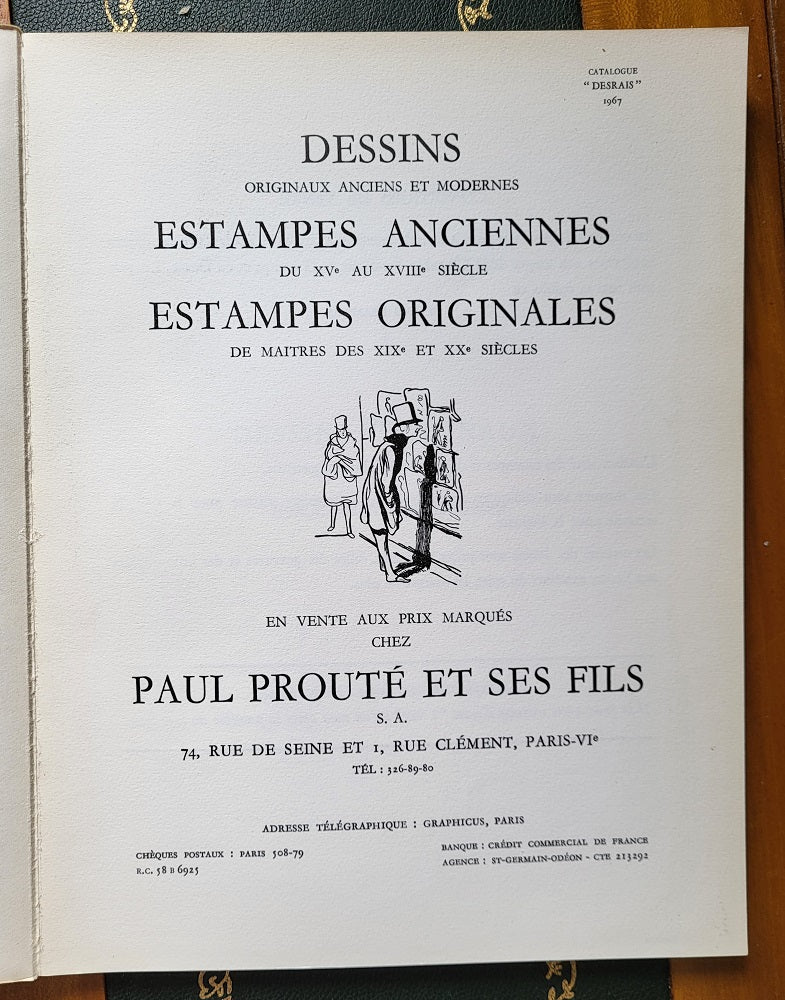 CATALOGUE
"DESRAIS"
1967
DESSINS
ORIGINAUX ANCIENS ET MODERNES
ESTAMPES ANCIENNES
DU XVe AU XVIIIe SIÈCLE
ESTAMPES ORIGINALES
DE MAITRES DES XIXe ET XXe SIÈCLES
EN VENTE AUX PRIX MARQUÉS
CHEZ
PAUL PROUTÉ ET SES FILS
S. A.
74, RUE DE SEINE ET 1, RUE CLÉMENT, PARIS-VIe
TÉL : 326-89-80
ADRESSE TÉLÉGRAPHIQUE : GRAPHICUS, PARIS
CHÈQUES POSTAUX : PARIS 508-79
R.C. 58 B 6925
BANQUE : CRÉDIT COMMERCIAL DE FRANCE
AGENCE : ST-GERMAIN-ODÉON - CTE 213292